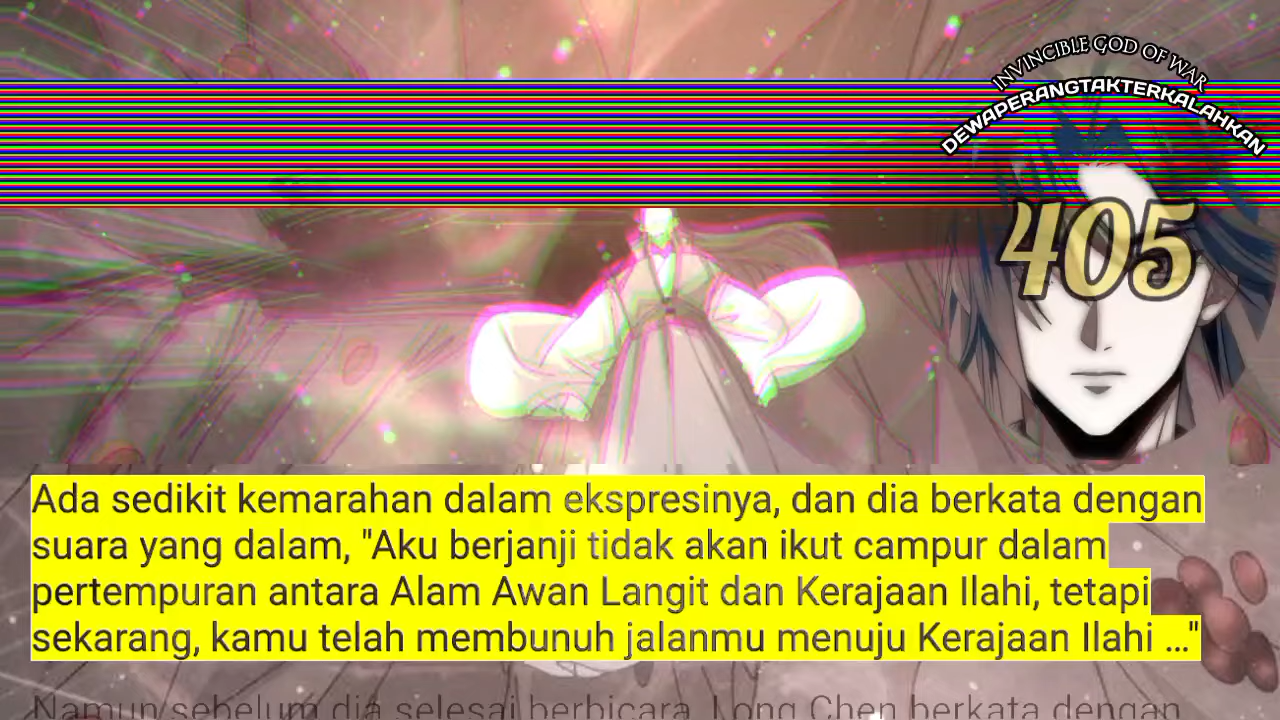 INVINCIBLE GOD OF WAR
DEWAPERANGTAKTERKALAHKAN
405
Ada sedikit kemarahan dalam ekspresinya, dan dia berkata dengan
suara yang dalam, "Aku berjanji tidak akan ikut campur dalam
pertempuran antara Alam Awan Langit dan Kerajaan Ilahi, tetapi
sekarang, kamu telah membunuh jalanmu menuju Kerajaan Ilahi ..."
Namun sebelum dia selesai berbicara, Long Chen berkata dengan